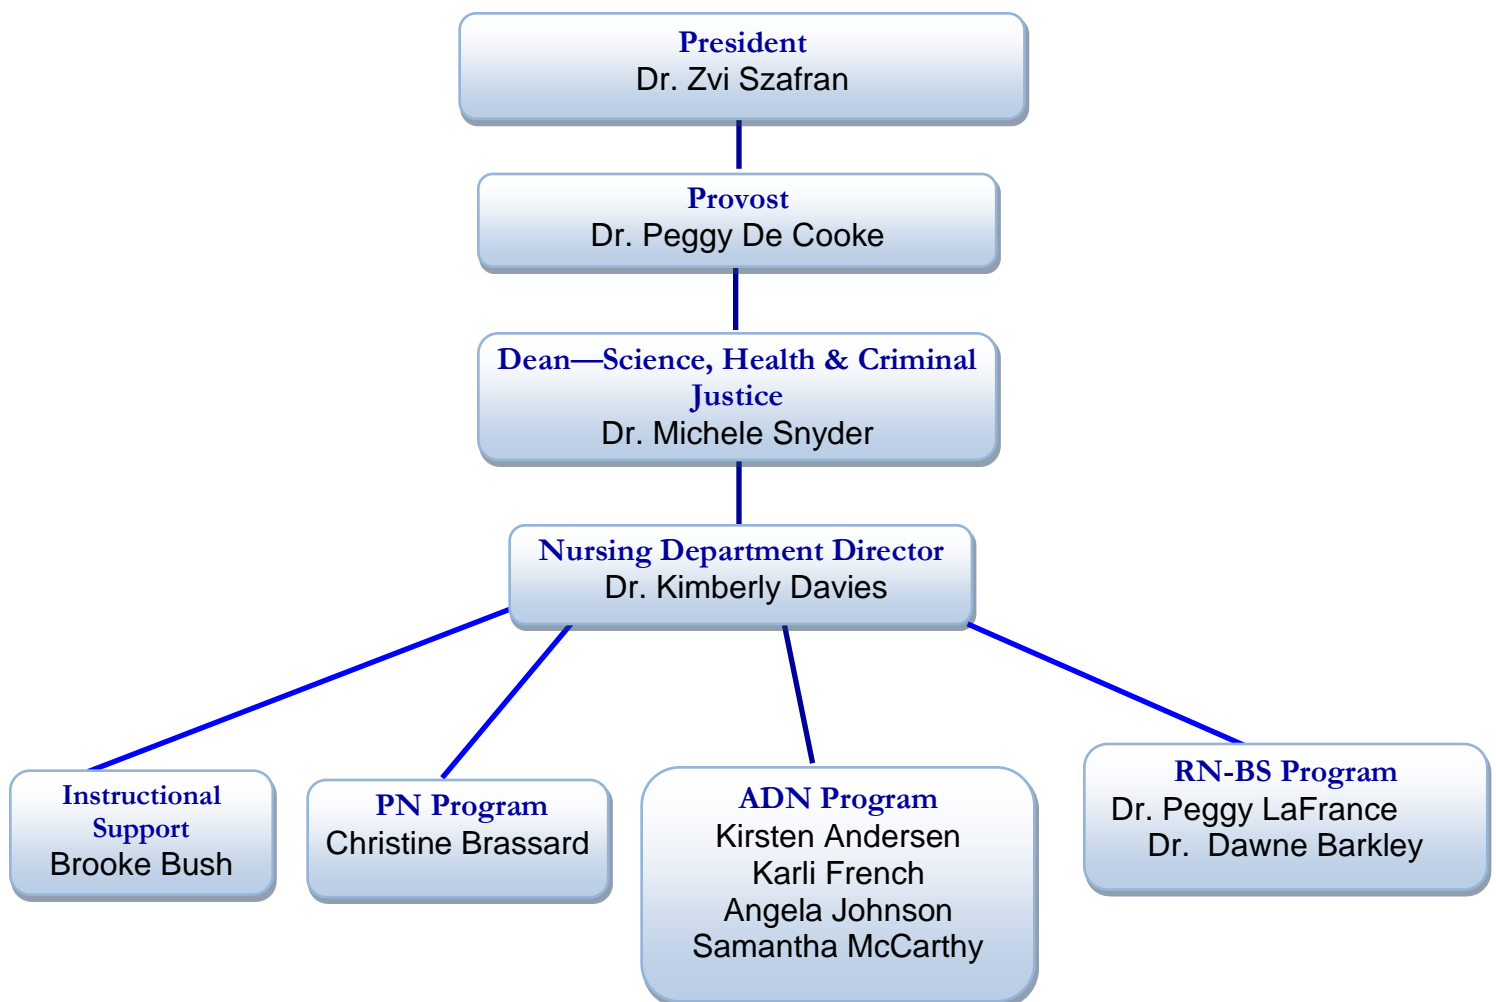 President
Dr. Zvi Szafran
Provost
Dr. Peggy De Cooke
Dean—Science, Health & Criminal
Justice
Dr. Michele Snyder
Nursing Department Director
Dr. Kimberly Davies
Instructional
Support
Brooke Bush
PN Program
Christine Brassard
ADN Program
Kirsten Andersen
Karli French
Angela Johnson
Samantha McCarthy
RN-BS Program
Dr. Peggy LaFrance
Dr.  Dawne Barkley